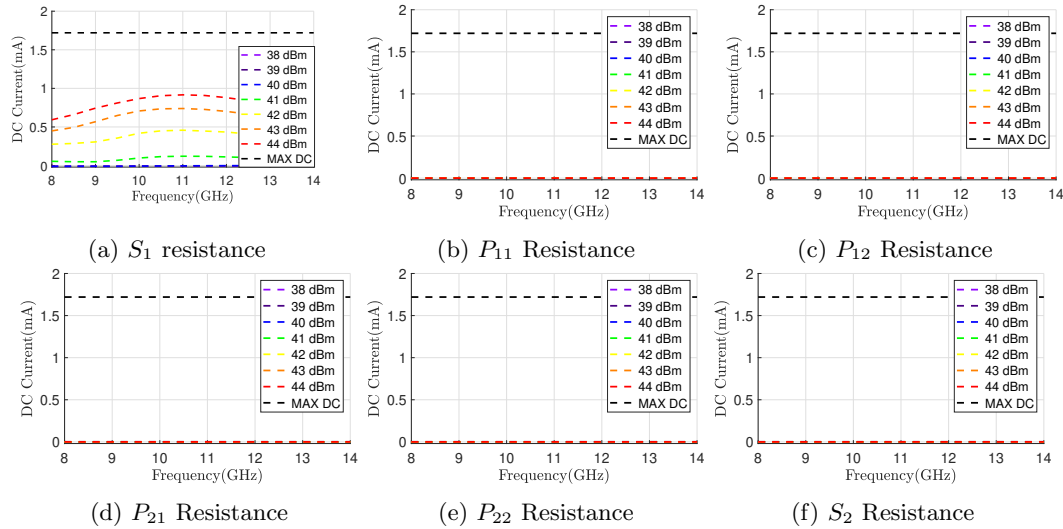 2
1.5
1
0.5
0
DC Current(mA)
8 9 10 11 12 13 14
Frequency(GHz)
38 dBm
39 dBm
40 dBm
41 dBm
42 dBm
43 dBm
44 dBm
MAX DC
(a) S₁ resistance
2
1.5
1
0.5
0
DC Current(mA)
8 9 10 11 12 13 14
Frequency(GHz)
38 dBm
39 dBm
40 dBm
41 dBm
42 dBm
43 dBm
44 dBm
MAX DC
(b) P₁₁ Resistance
2
1.5
1
0.5
0
DC Current(mA)
8 9 10 11 12 13 14
Frequency(GHz)
38 dBm
39 dBm
40 dBm
41 dBm
42 dBm
43 dBm
44 dBm
MAX DC
(c) P₁₂ Resistance
2
1.5
1
0.5
0
DC Current(mA)
8 9 10 11 12 13 14
Frequency(GHz)
38 dBm
39 dBm
40 dBm
41 dBm
42 dBm
43 dBm
44 dBm
MAX DC
(d) P₂₁ Resistance
2
1.5
1
0.5
0
DC Current(mA)
8 9 10 11 12 13 14
Frequency(GHz)
38 dBm
39 dBm
40 dBm
41 dBm
42 dBm
43 dBm
44 dBm
MAX DC
(e) P₂₂ Resistance
2
1.5
1
0.5
0
DC Current(mA)
8 9 10 11 12 13 14
Frequency(GHz)
38 dBm
39 dBm
40 dBm
41 dBm
42 dBm
43 dBm
44 dBm
MAX DC
(f) S₂ Resistance